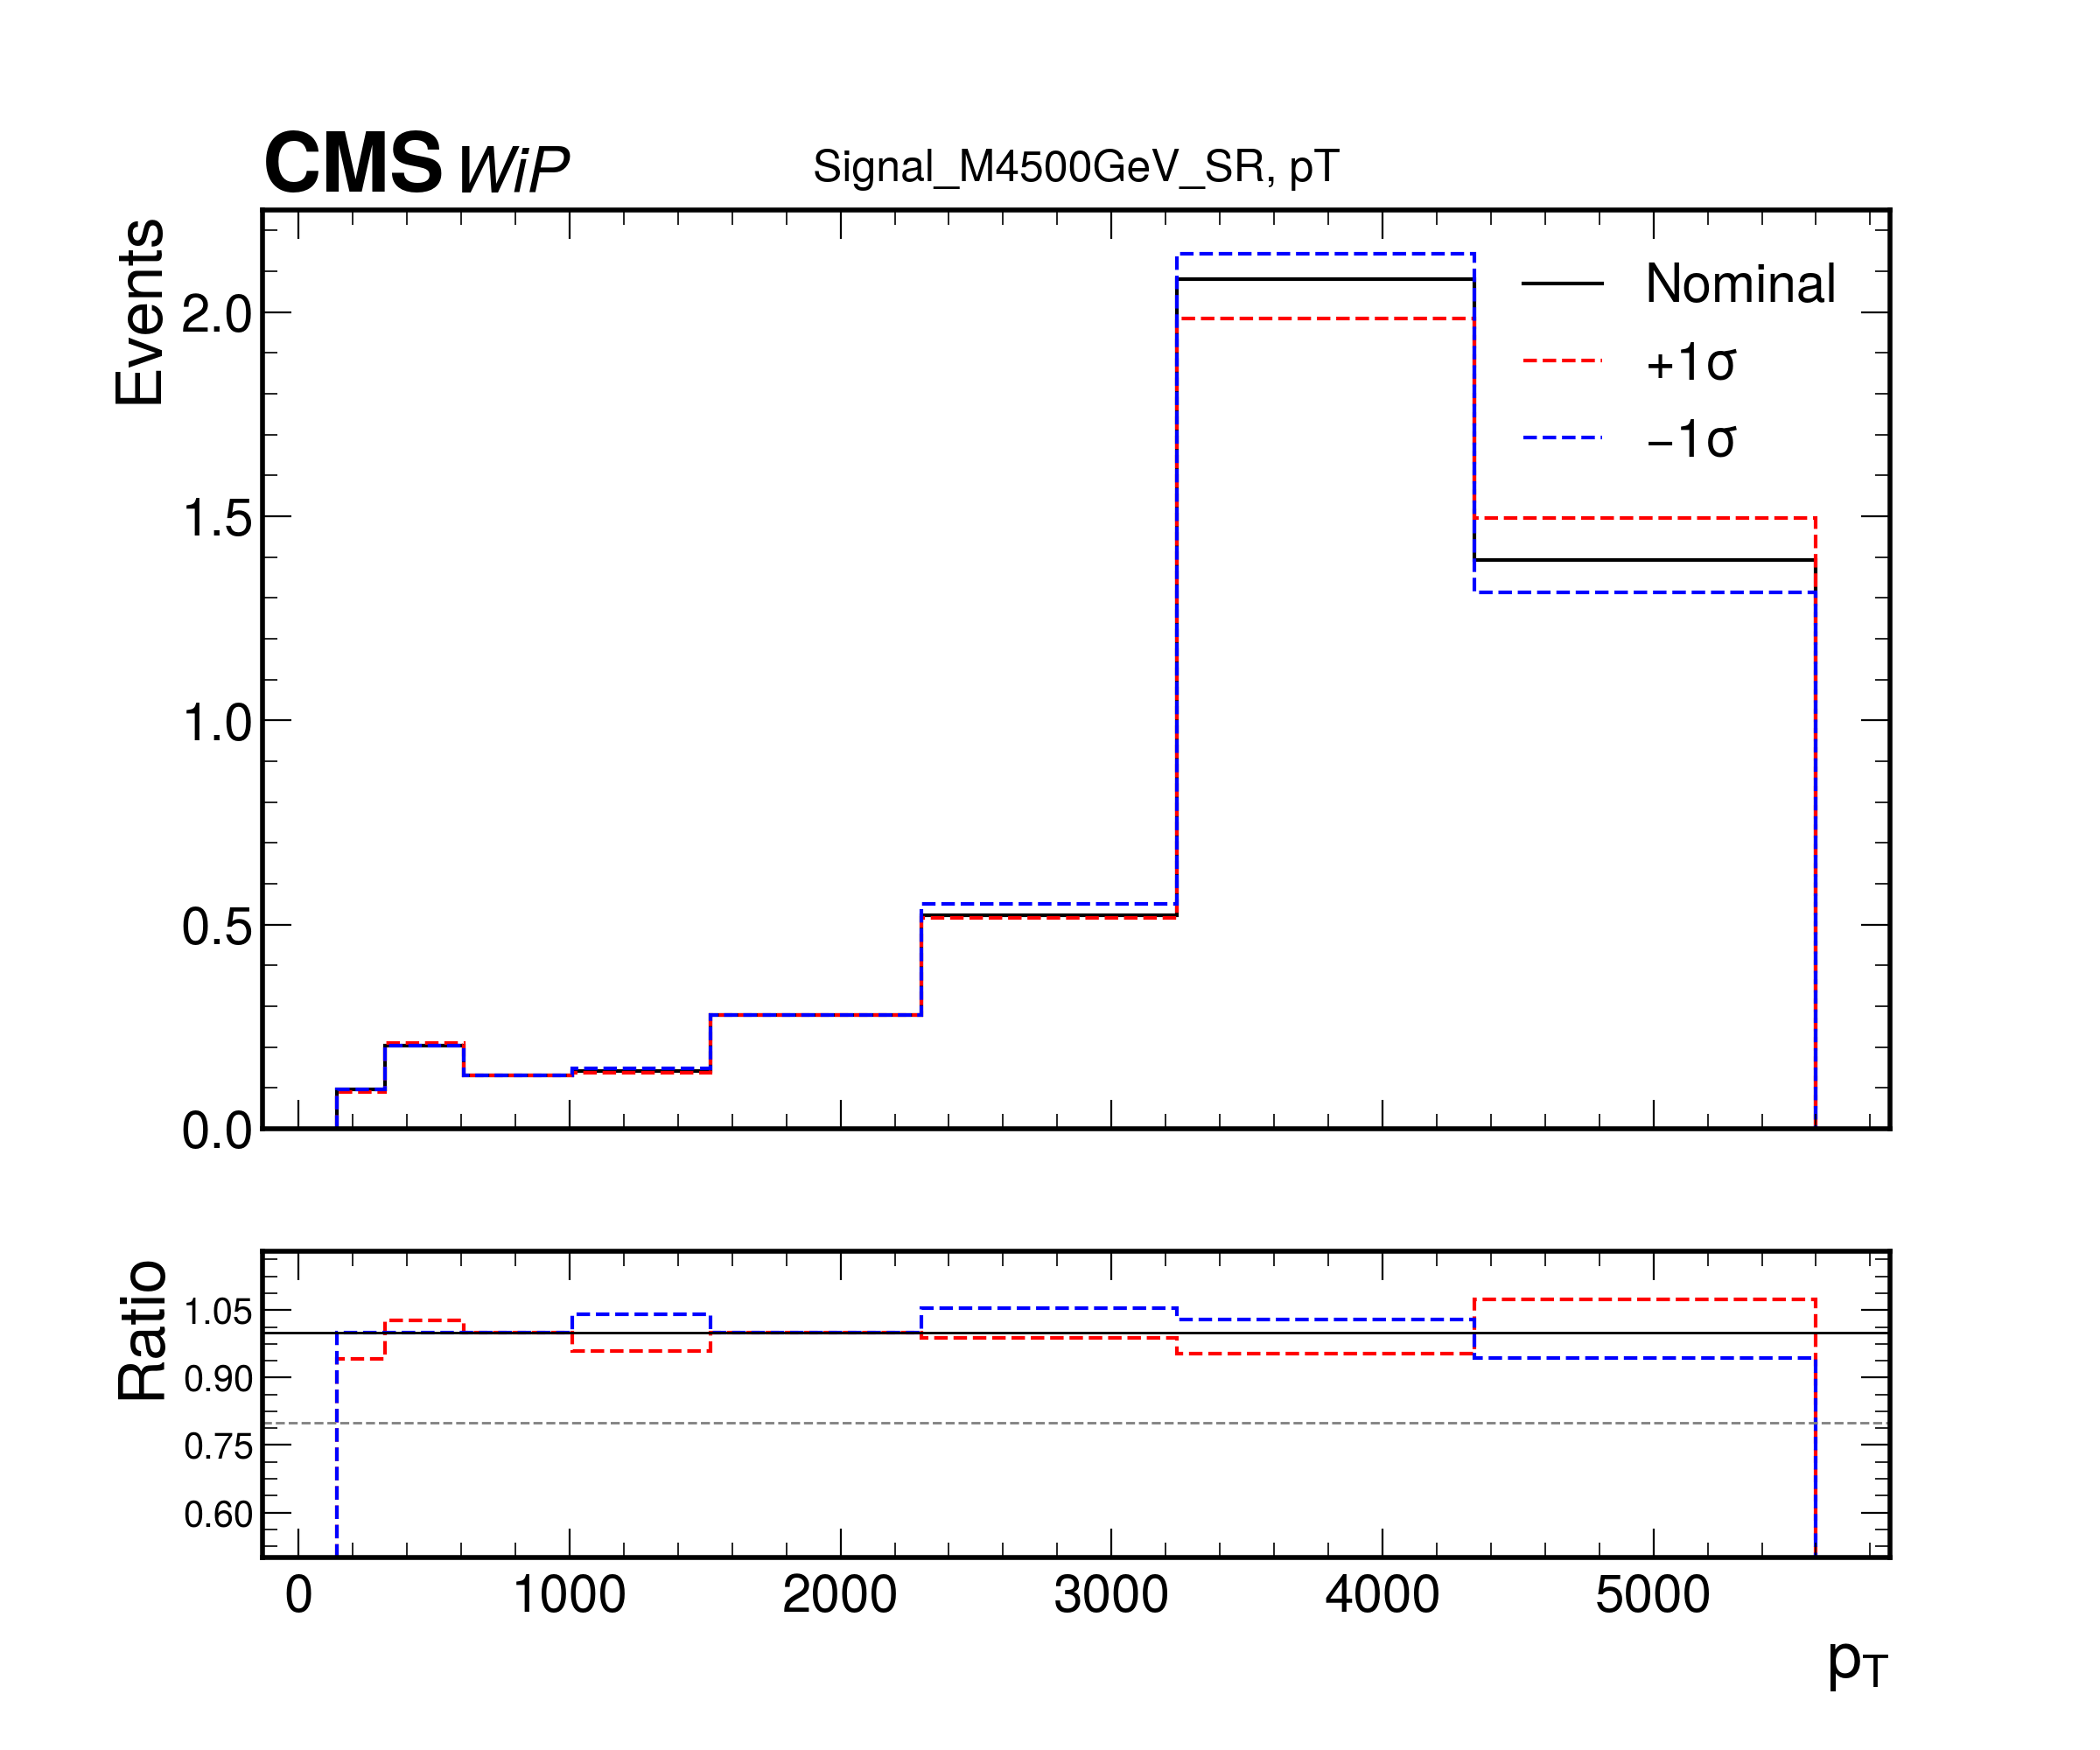 CMS WiP
Signal_M4500GeV_SR, pT
Events
2.0
1.5
1.0
0.5
0.0
Nominal
+1σ
−1σ
Ratio
1.05
0.90
0.75
0.60
0 1000 2000 3000 4000 5000
pT